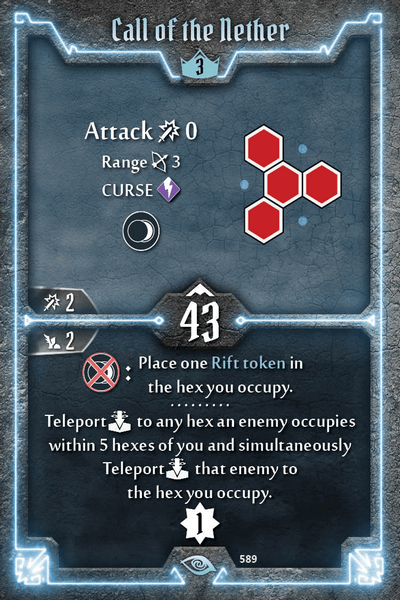 Call of the Nether
3
Attack 0
Range 3
CURSE
2
43
2
: Place one Rift token in
the hex you occupy.
Teleport to any hex an enemy occupies
within 5 hexes of you and simultaneously
Teleport that enemy to
the hex you occupy.
1
589